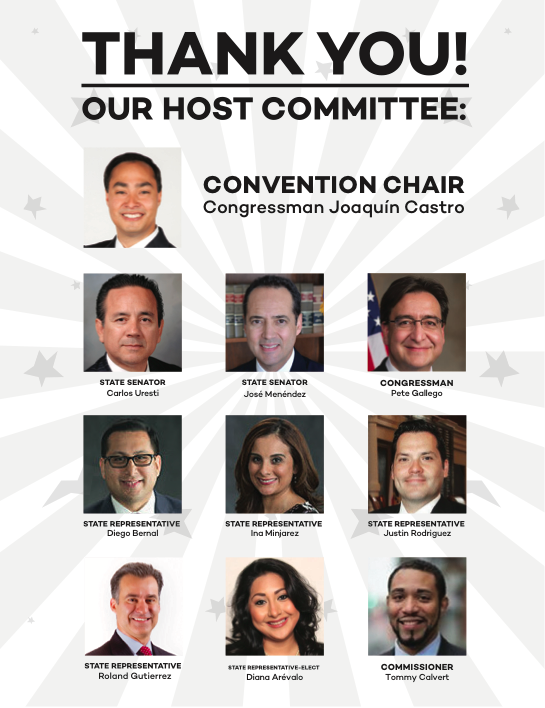 THANK YOU!
OUR HOST COMMITTEE:
CONVENTION CHAIR
Congressman Joaquín Castro
STATE SENATOR
Carlos Uresti
STATE SENATOR
José Menéndez
CONGRESSMAN
Pete Gallego
STATE REPRESENTATIVE
Diego Bernal
STATE REPRESENTATIVE
Ina Minjarez
STATE REPRESENTATIVE
Justin Rodriguez
STATE REPRESENTATIVE
Roland Gutierrez
STATE REPRESENTATIVE-ELECT
Diana Arévalo
COMMISSIONER
Tommy Calvert